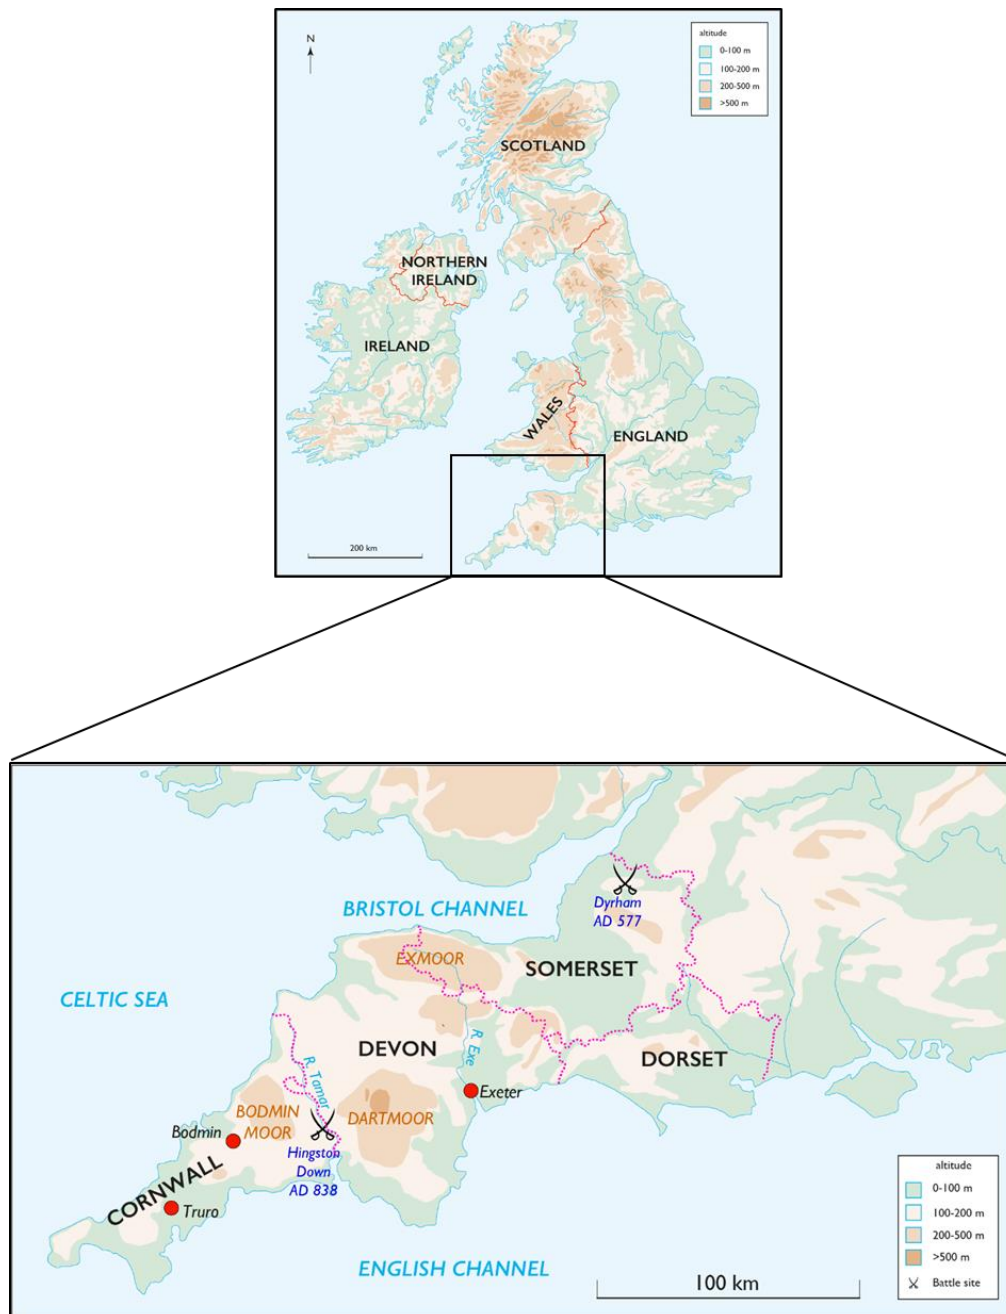 N
altitude
0-100 m
100-200 m
200-500 m
>500 m
SCOTLAND
NORTHERN
IRELAND
IRELAND
WALES
ENGLAND
200 km
BRISTOL CHANNEL
Dyrham
AD 577
EXMOOR
SOMERSET
CELTIC SEA
DEVON
R. Exe
DORSET
R. Tamar
Exeter
BODMIN
MOOR
DARTMOOR
Bodmin
Hingston
Down
AD 838
CORNWALL
Truro
ENGLISH CHANNEL
100 km
altitude
0-100 m
100-200 m
200-500 m
>500 m
Battle site